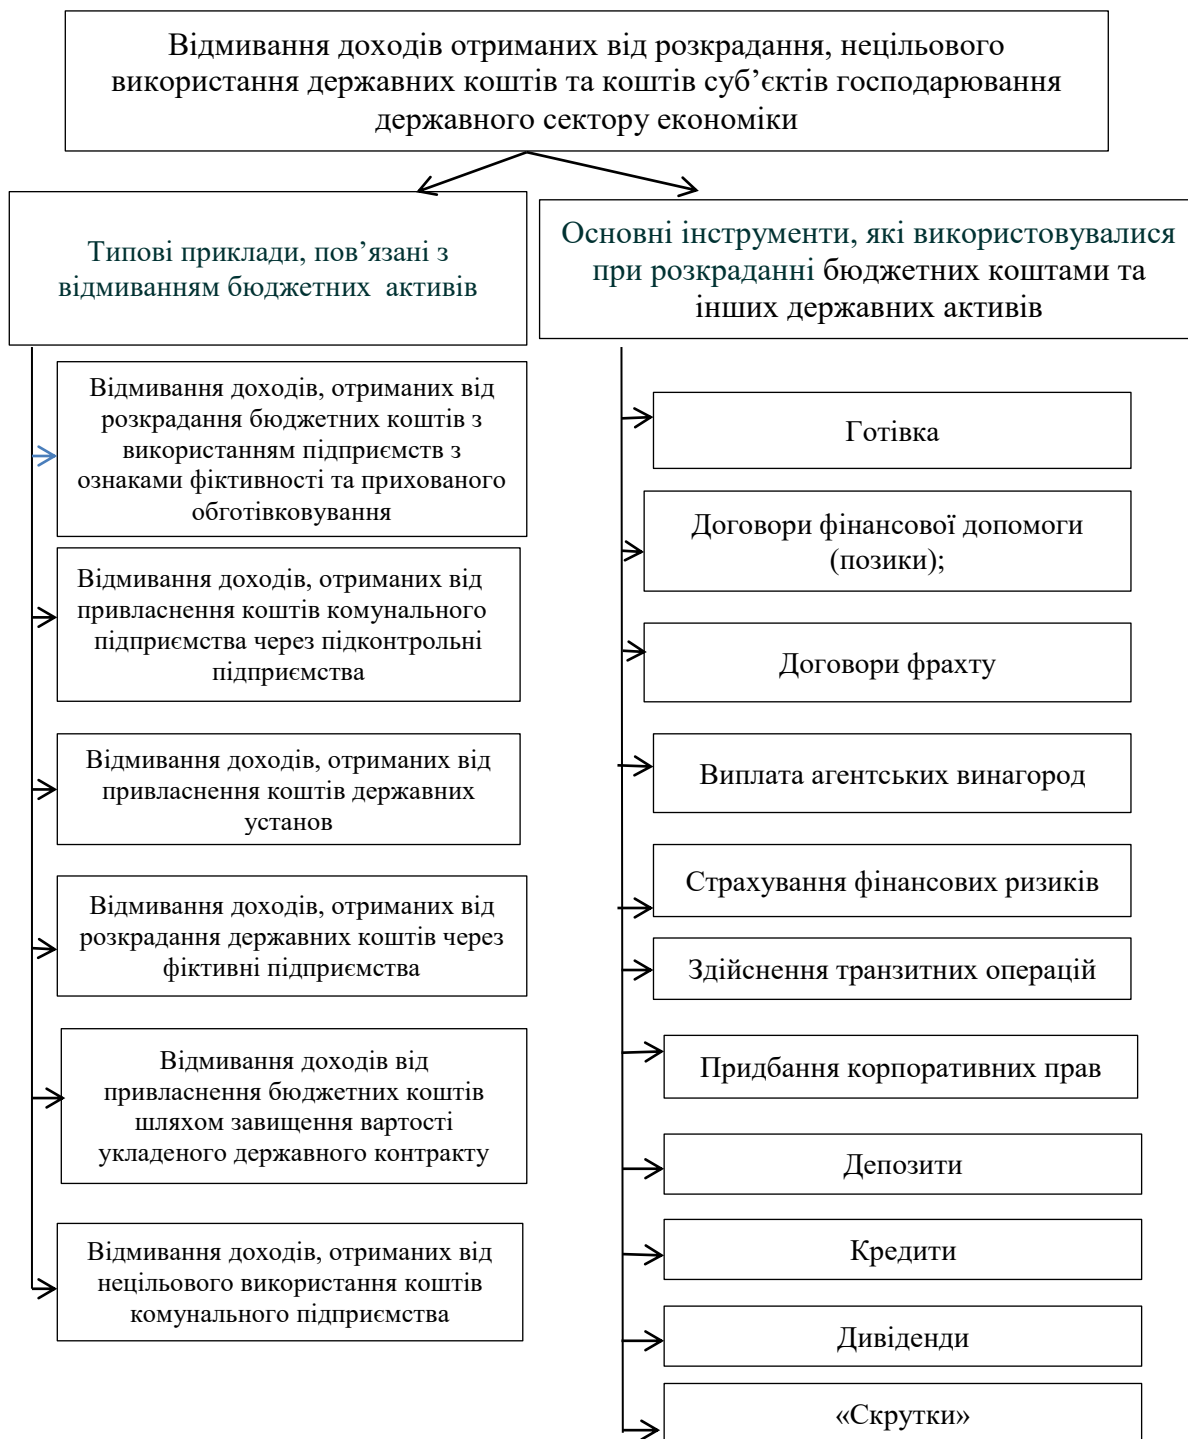 Відмивання доходів отриманих від розкрадання, нецільового
використання державних коштів та коштів суб’єктів господарювання
державного сектору економіки
Типові приклади, пов’язані з
відмиванням бюджетних активів
Відмивання доходів, отриманих від
розкрадання бюджетних коштів з
використанням підприємств з
ознаками фіктивності та прихованого
обготівковування
Відмивання доходів, отриманих від
привласнення коштів комунального
підприємства через підконтрольні
підприємства
Відмивання доходів, отриманих від
привласнення коштів державних
установ
Відмивання доходів, отриманих від
розкрадання державних коштів через
фіктивні підприємства
Відмивання доходів від
привласнення бюджетних коштів
шляхом завищення вартості
укладеного державного контракту
Відмивання доходів, отриманих від
нецільового використання коштів
комунального підприємства
Основні інструменти, які використовувалися
при розкраданні бюджетних коштами та
інших державних активів
Готівка
Договори фінансової допомоги
(позики);
Договори фрахту
Виплата агентських винагород
Страхування фінансових ризиків
Здійснення транзитних операцій
Придбання корпоративних прав
Депозити
Кредити
Дивіденди
«Скрутки»